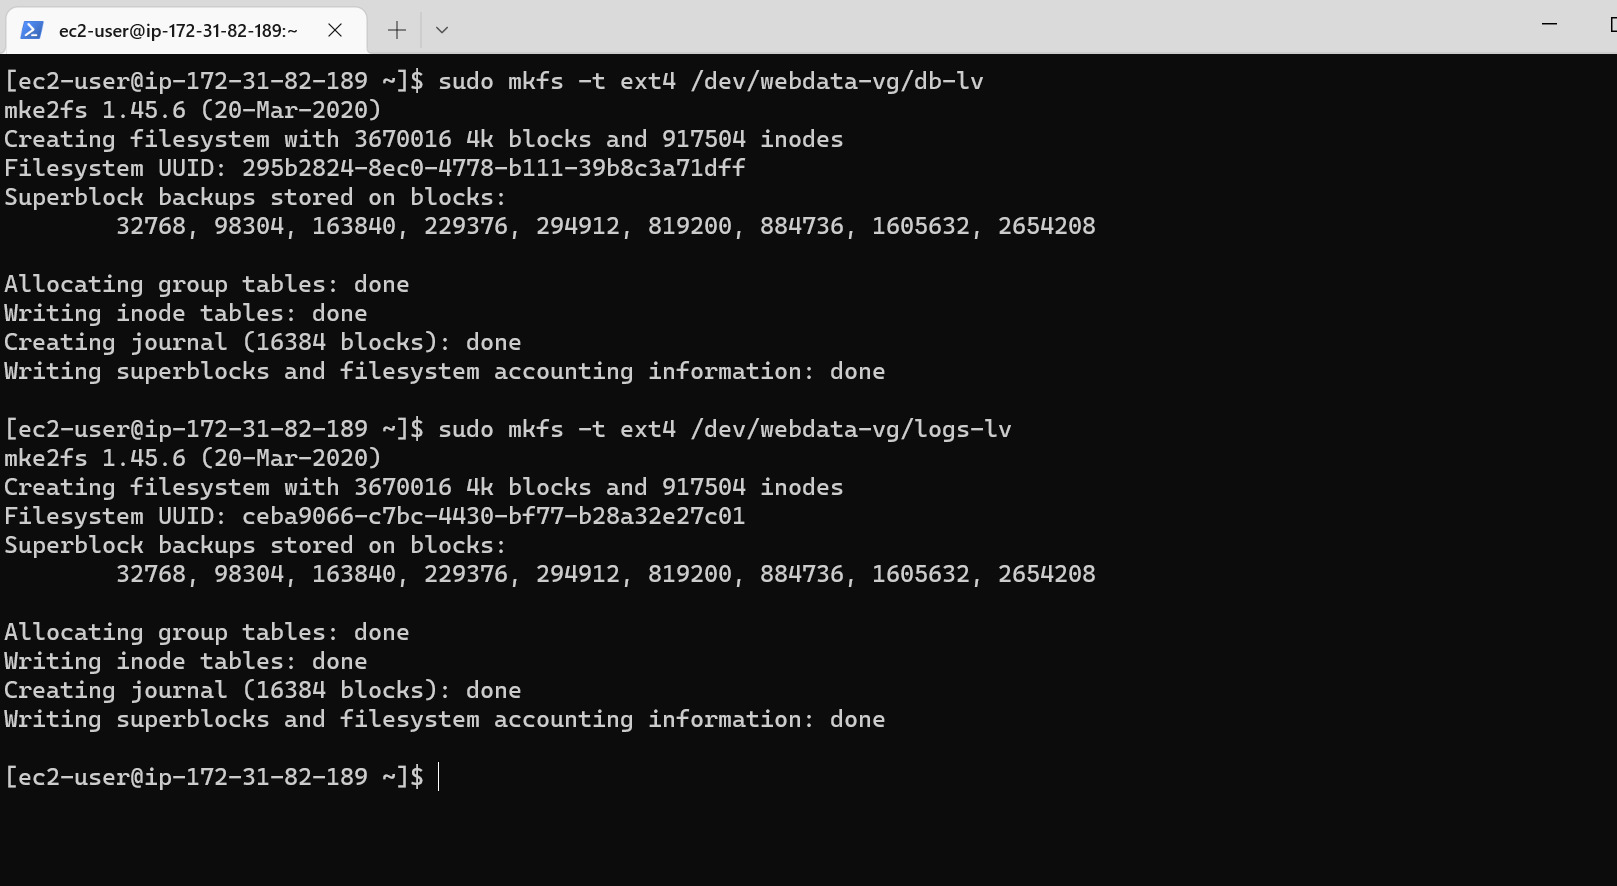 ec2-user@ip-172-31-82-189:~
[ec2-user@ip-172-31-82-189 ~]$ sudo mkfs -t ext4 /dev/webdata-vg/db-lv
mke2fs 1.45.6 (20-Mar-2020)
Creating filesystem with 3670016 4k blocks and 917504 inodes
Filesystem UUID: 295b2824-8ec0-4778-b111-39b8c3a71dff
Superblock backups stored on blocks:
        32768, 98304, 163840, 229376, 294912, 819200, 884736, 1605632, 2654208

Allocating group tables: done
Writing inode tables: done
Creating journal (16384 blocks): done
Writing superblocks and filesystem accounting information: done

[ec2-user@ip-172-31-82-189 ~]$ sudo mkfs -t ext4 /dev/webdata-vg/logs-lv
mke2fs 1.45.6 (20-Mar-2020)
Creating filesystem with 3670016 4k blocks and 917504 inodes
Filesystem UUID: ceba9066-c7bc-4430-bf77-b28a32e27c01
Superblock backups stored on blocks:
        32768, 98304, 163840, 229376, 294912, 819200, 884736, 1605632, 2654208

Allocating group tables: done
Writing inode tables: done
Creating journal (16384 blocks): done
Writing superblocks and filesystem accounting information: done

[ec2-user@ip-172-31-82-189 ~]$